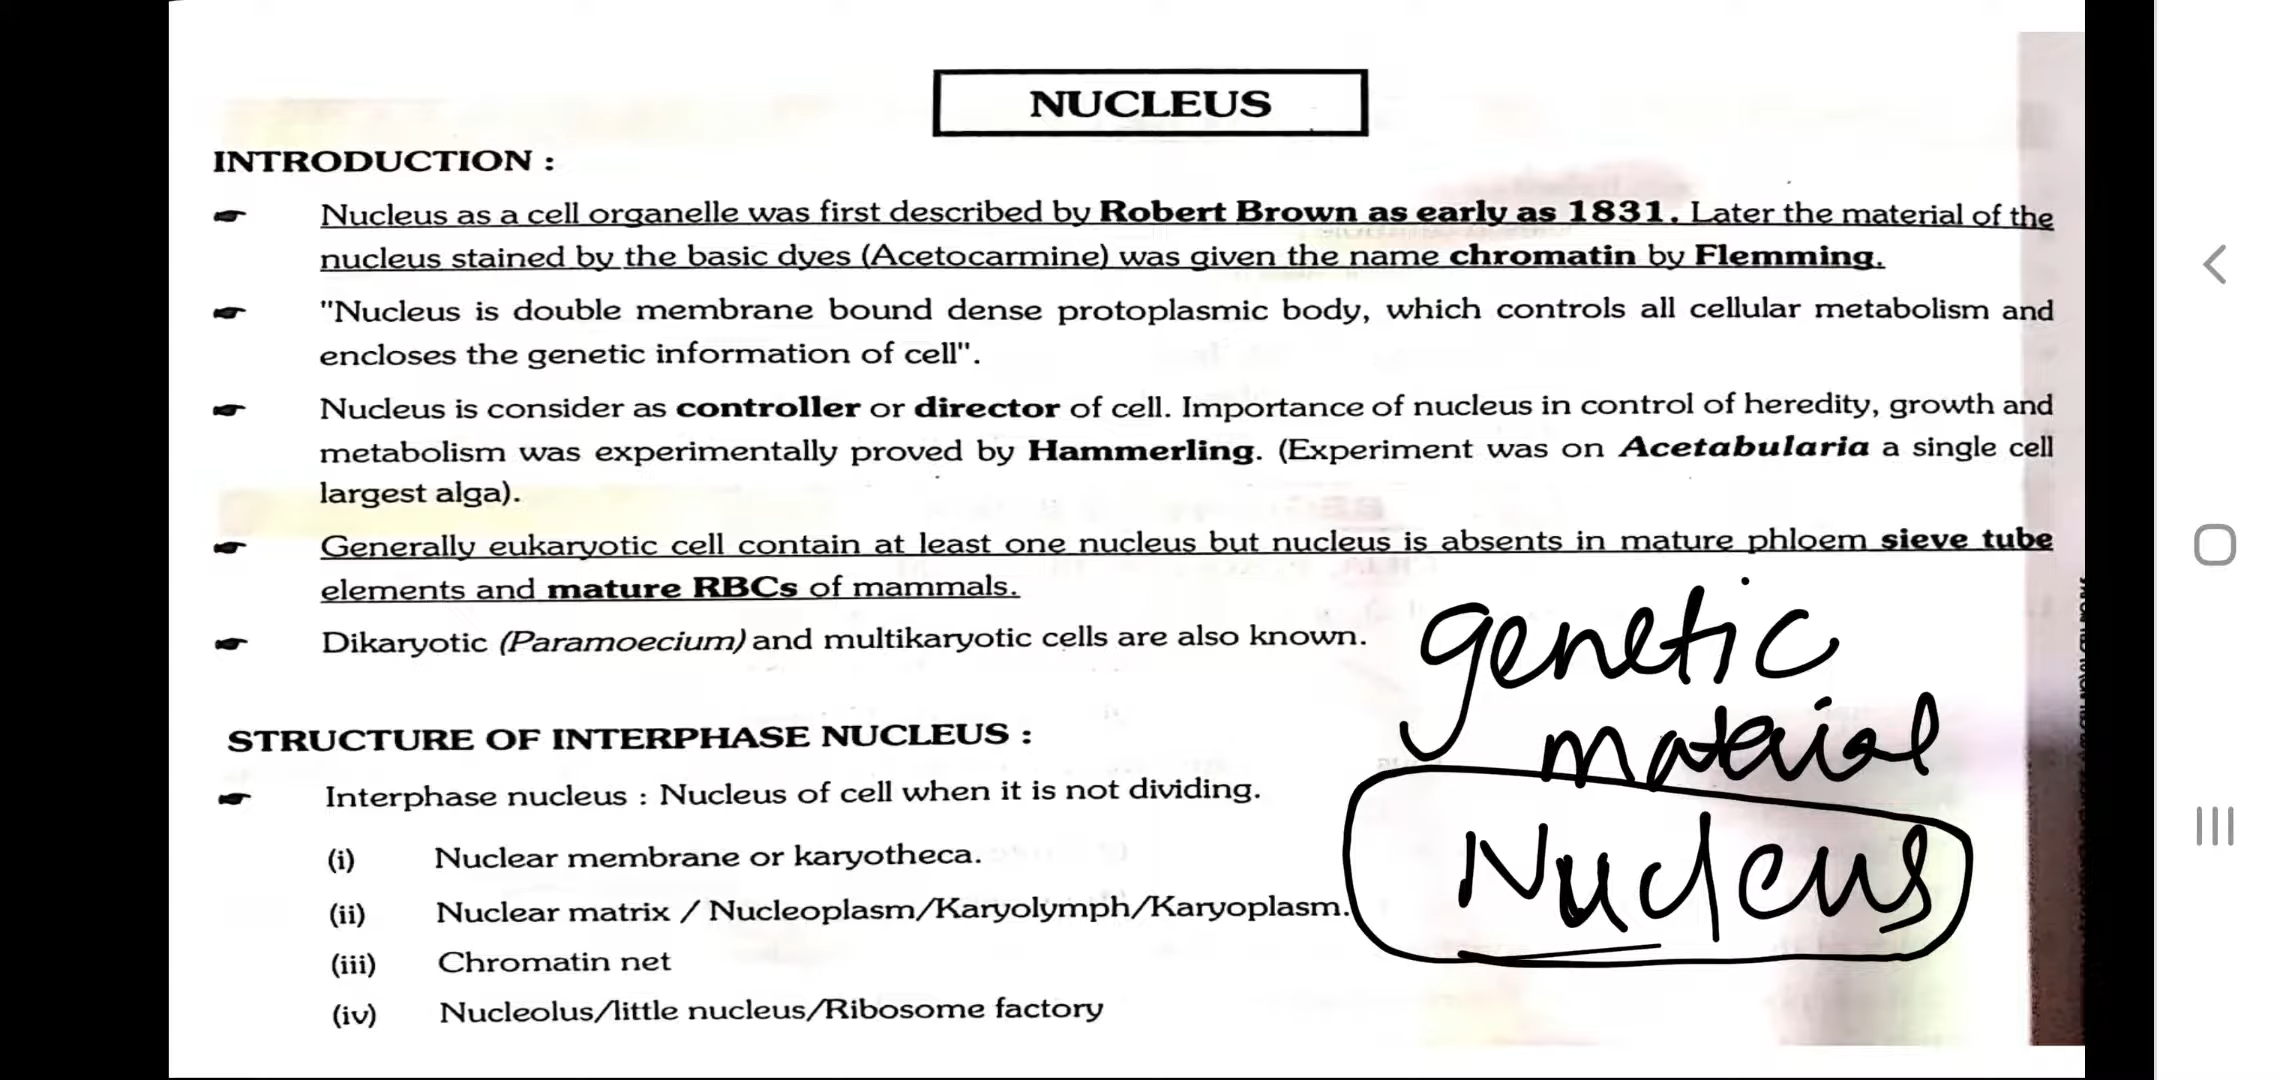 NUCLEUS
INTRODUCTION :
Nucleus as a cell organelle was first described by Robert Brown as early as 1831. Later the material of the
nucleus stained by the basic dyes (Acetocarmine) was given the name chromatin by Flemming.
"Nucleus is double membrane bound dense protoplasmic body, which controls all cellular metabolism and
encloses the genetic information of cell".
Nucleus is consider as controller or director of cell. Importance of nucleus in control of heredity, growth and
metabolism was experimentally proved by Hammerling. (Experiment was on Acetabularia a single cell
largest alga).
Generally eukaryotic cell contain at least one nucleus but nucleus is absents in mature phloem sieve tube
elements and mature RBCs of mammals.
Dikaryotic (Paramoecium) and multikaryotic cells are also known.
genetic
material
Nucleus
STRUCTURE OF INTERPHASE NUCLEUS :
Interphase nucleus : Nucleus of cell when it is not dividing.
(i) Nuclear membrane or karyotheca.
(ii) Nuclear matrix / Nucleoplasm/Karyolymph/Karyoplasm.
(iii) Chromatin net
(iv) Nucleolus/little nucleus/Ribosome factory